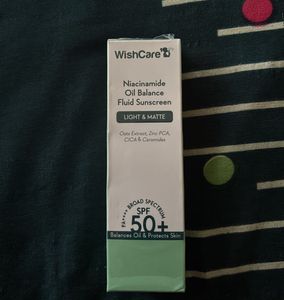 WishCare
Niacinamide
Oil Balance
Fluid Sunscreen
LIGHT & MATTE
Oats Extract, Zinc PCA,
CICA & Ceramides
PA++++ BROAD SPECTRUM
SPF
50+
Balances Oil & Protects Skin